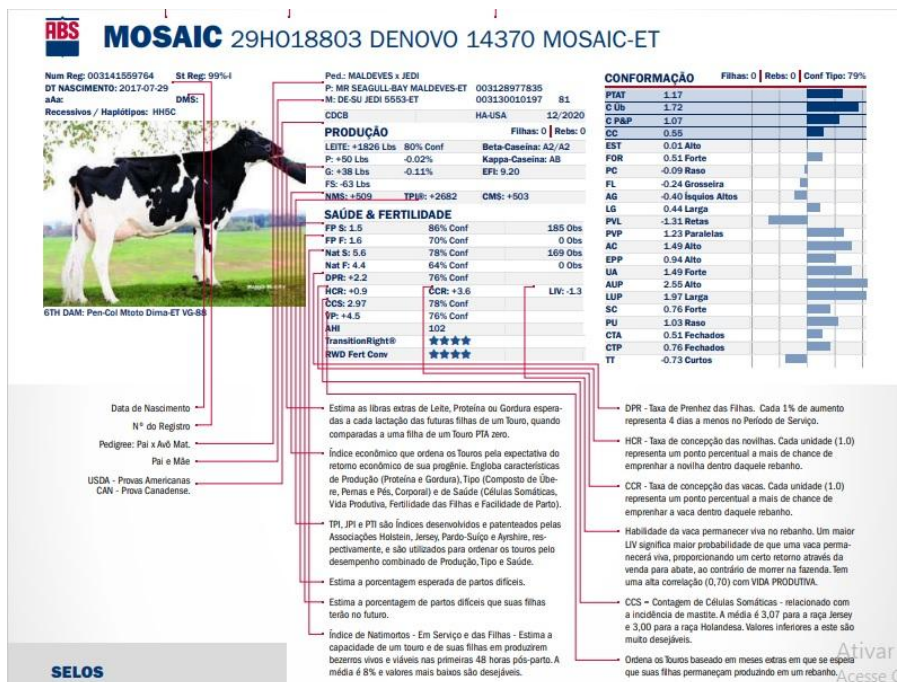 ABS
MOSAIC 29HO18803 DENOVO 14370 MOSAIC-ET
Num Reg: 003141559764 St Reg: 99%-I
DT NASCIMENTO: 2017-07-29
aAa: DMS:
Recessivos / Haplótipos: HH5C
6TH DAM: Pen-Col Mtoto Dima-ET VG-88
Ped.: MALDEVES x JEDI
P: MR SEAGULL-BAY MALDEVES-ET 003128977835
M: DE-SU JEDI 5553-ET 003130010197 81
CDCB HA-USA 12/2020
PRODUÇÃO Filhas: 0 Rebs: 0
LEITE: +1826 Lbs 80% Conf Beta-Caseína: A2/A2
P: +50 Lbs -0.02% Kappa-Caseína: AB
G: +38 Lbs -0.11% EFI: 9.20
FS: -63 Lbs
NMS: +509 TPI®: +2682 CMS: +503
SAÚDE & FERTILIDADE
FP S: 1.5 86% Conf 185 Obs
FP F: 1.6 70% Conf 0 Obs
Nat S: 5.6 78% Conf 169 Obs
Nat F: 4.4 64% Conf 0 Obs
DPR: +2.2 76% Conf
HCR: +0.9 CCR: +3.6 LIV: -1.3
CCS: 2.97 78% Conf
VP: +4.5 76% Conf
AHI 102
TransitionRight® ★★★★
RWD Fert Conv ★★★★
CONFORMAÇÃO Filhas: 0 Rebs: 0 Conf Tipo: 79%
PTAT 1.17
C Úb 1.72
C P&P 1.07
CC 0.55
EST 0.01 Alto
FOR 0.51 Forte
PC -0.09 Raso
FL -0.24 Grosseira
AG -0.40 Ísquios Altos
LG 0.44 Larga
PVL -1.31 Retas
PVP 1.23 Paralelas
AC 1.49 Alto
EPP 0.94 Alto
UA 1.49 Forte
AUP 2.55 Alto
LUP 1.97 Larga
SC 0.76 Forte
PU 1.03 Raso
CTA 0.51 Fechados
CTP 0.76 Fechados
TT -0.73 Curtos
Data de Nascimento
N° do Registro
Pedigree: Pai x Avô Mat.
Pai e Mãe
USDA - Provas Americanas
CAN - Prova Canadense.
Estima as libras extras de Leite, Proteína ou Gordura espera-
das a cada lactação das futuras filhas de um Touro, quando
comparadas a uma filha de um Touro PTA zero.
Índice econômico que ordena os Touros pela expectativa do
retorno econômico de sua progênie. Engloba características
de Produção (Proteína e Gordura), Tipo (Composto de Úbe-
re, Pernas e Pés, Corporal) e de Saúde (Células Somáticas,
Vida Produtiva, Fertilidade das Filhas e Facilidade de Parto).
TPI, JPI e PTI são Índices desenvolvidos e patenteados pelas
Associações Holstein, Jersey, Pardo-Suíço e Ayrshire, res-
pectivamente, e são utilizados para ordenar os touros pelo
desempenho combinado de Produção, Tipo e Saúde.
Estima a porcentagem esperada de partos difíceis.
Estima a porcentagem de partos difíceis que suas filhas
terão no futuro.
Índice de Natimortos - Em Serviço e das Filhas - Estima a
capacidade de um touro e de suas filhas em produzirem
bezerros vivos e viáveis nas primeiras 48 horas pós-parto. A
média é 8% e valores mais baixos são desejáveis.
DPR - Taxa de Prenhez das Filhas. Cada 1% de aumento
representa 4 dias a menos no Período de Serviço.
HCR - Taxa de concepção das novilhas. Cada unidade (1.0)
representa um ponto percentual a mais de chance de
emprenhar a novilha dentro daquele rebanho.
CCR - Taxa de concepção das vacas. Cada unidade (1.0)
representa um ponto percentual a mais de chance de
emprenhar a vaca dentro daquele rebanho.
Habilidade da vaca permanecer viva no rebanho. Um maior
LIV significa maior probabilidade de que uma vaca perma-
necerá viva, proporcionando um certo retorno através da
venda para abate, ao contrário de morrer na fazenda. Tem
uma alta correlação (0,70) com VIDA PRODUTIVA.
CCS = Contagem de Células Somáticas - relacionado com
a incidência de mastite. A média é 3,07 para a raça Jersey
e 3,00 para a raça Holandesa. Valores inferiores a este são
muito desejáveis.
Ordena os Touros baseado em meses extras em que se espera
que suas filhas permaneçam produzindo em um rebanho.
SELOS
Ativar
Acesse